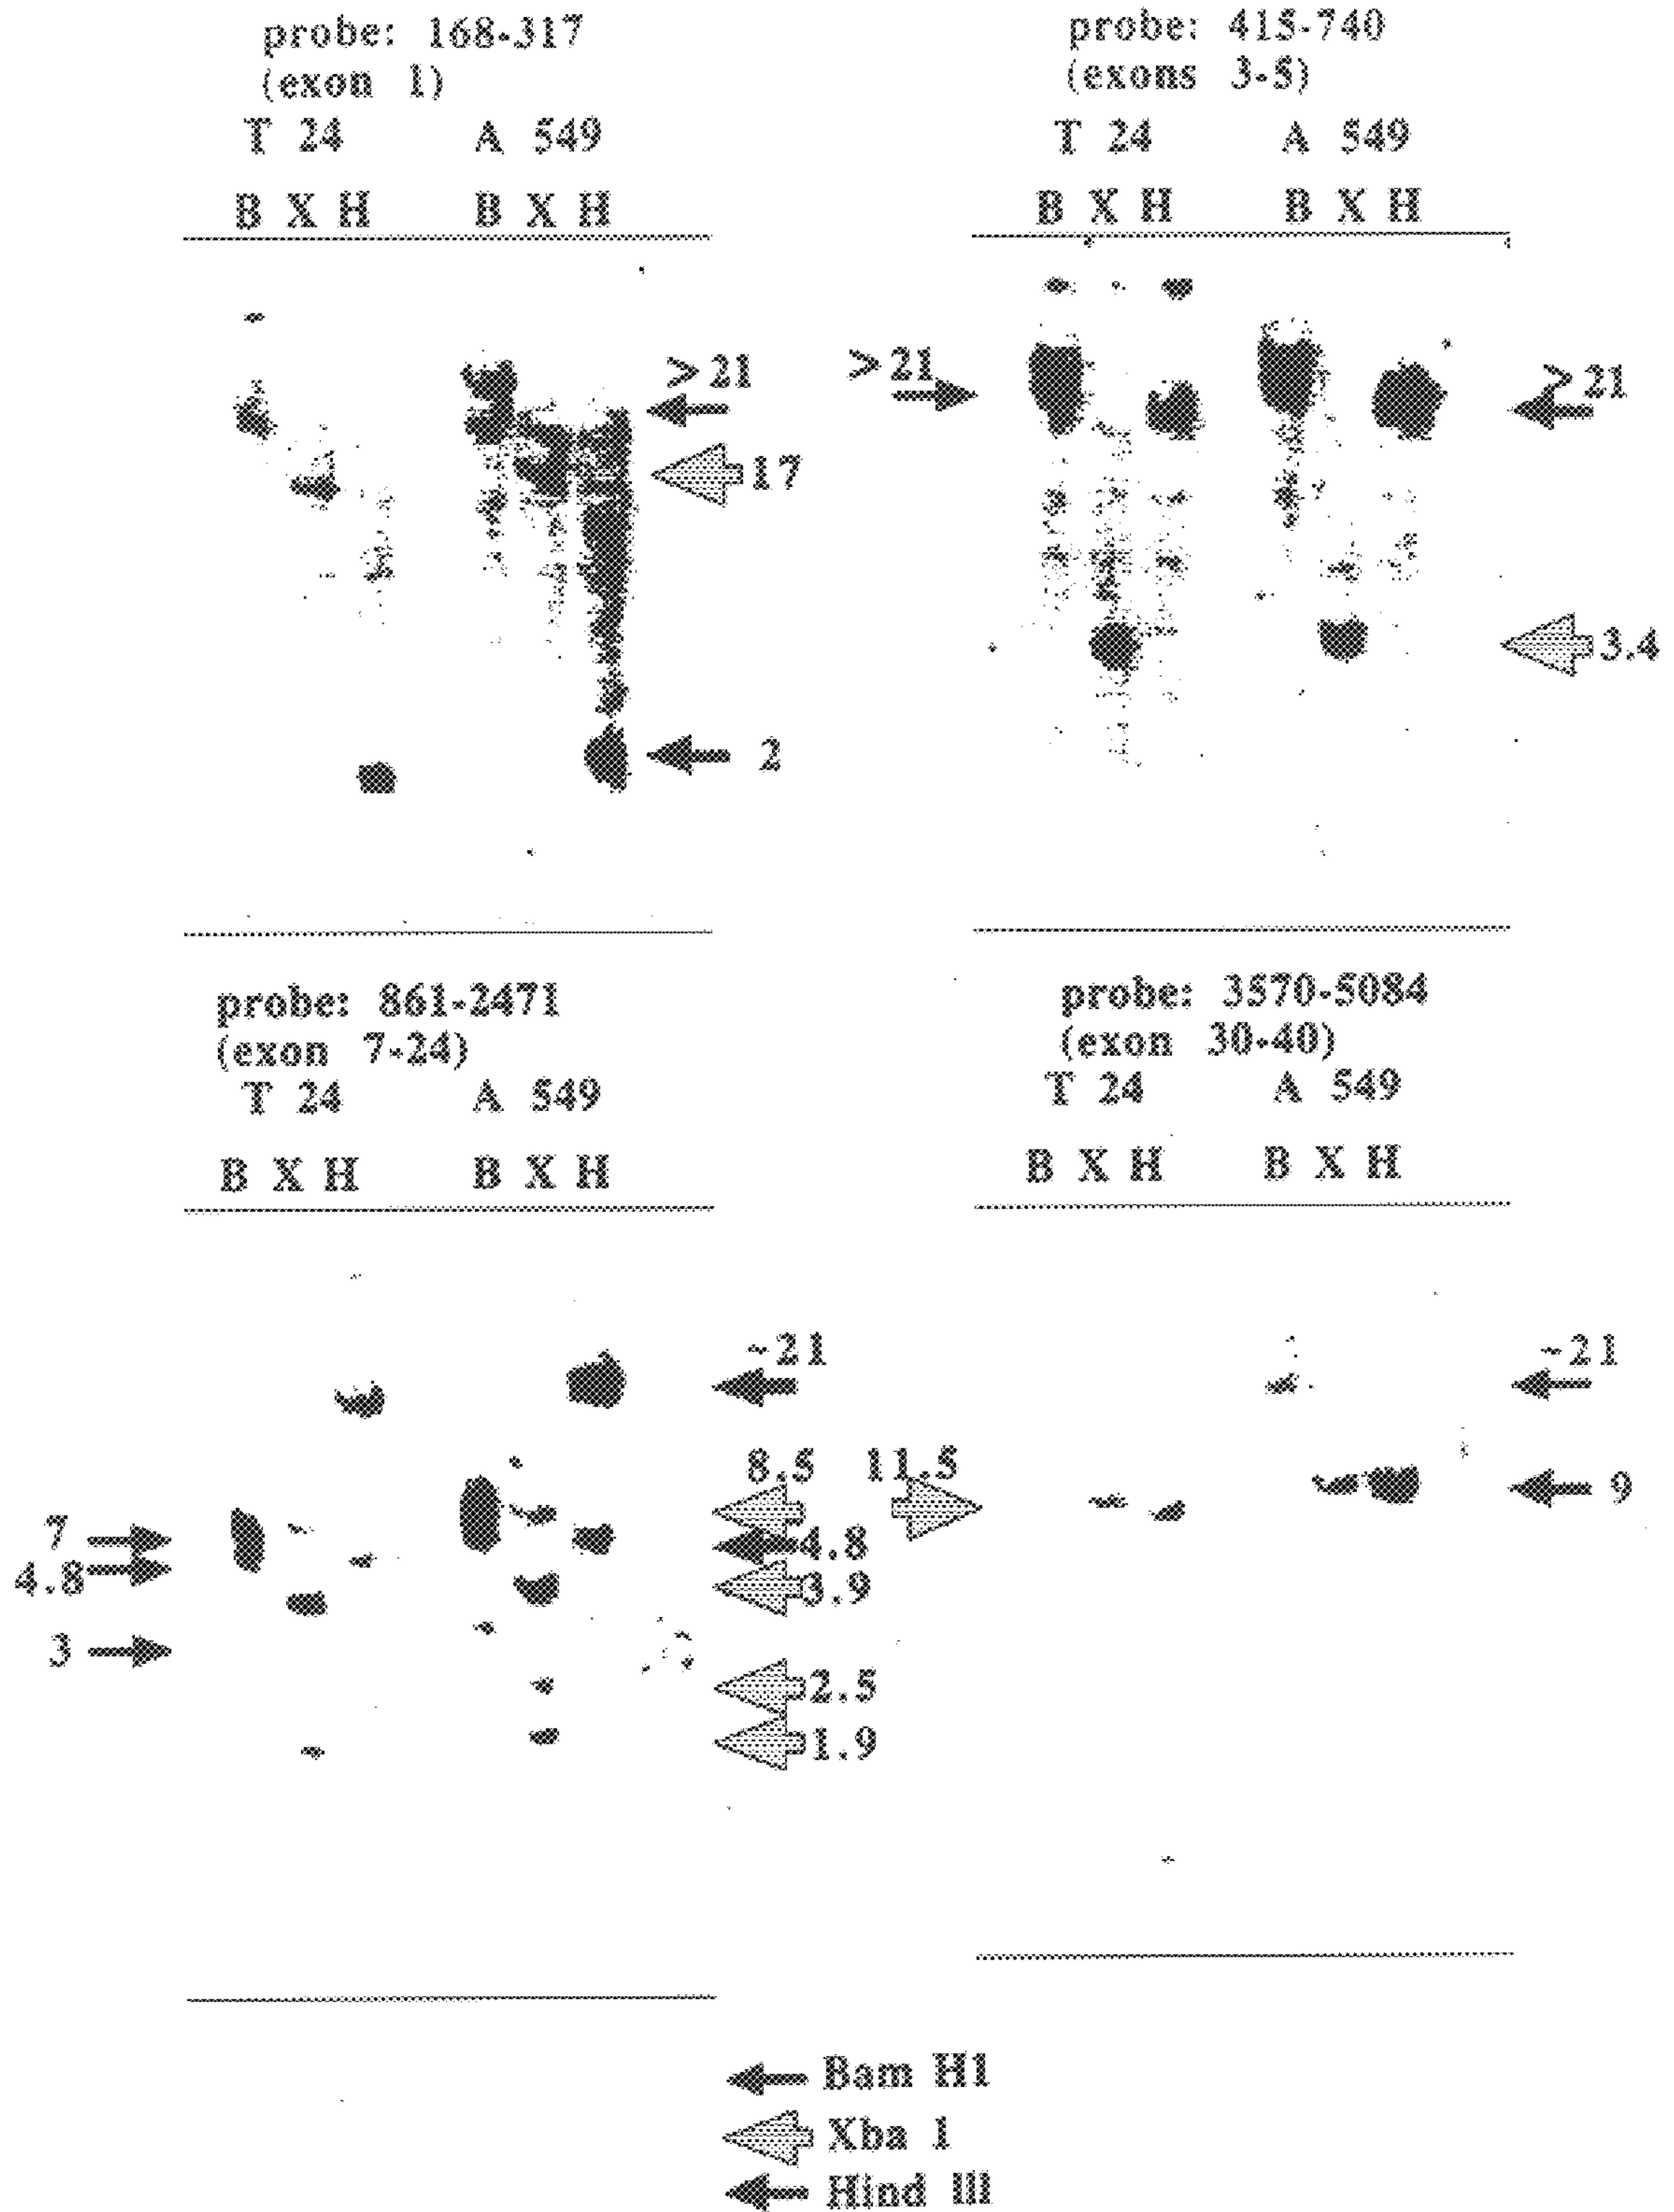 probe: 168-317
(exon 1)
T 24 A 549
B X H B X H
>21
17
2
probe: 415-740
(exons 3-5)
T 24 A 549
B X H B X H
>21
>21
3.4
probe: 861-2471
(exon 7-24)
T 24 A 549
B X H B X H
7
4.8
3
~21
8.5
4.8
3.9
2.5
1.9
probe: 3570-5084
(exon 30-40)
T 24 A 549
B X H B X H
11.5
~21
9
Bam H1
Xba 1
Hind III